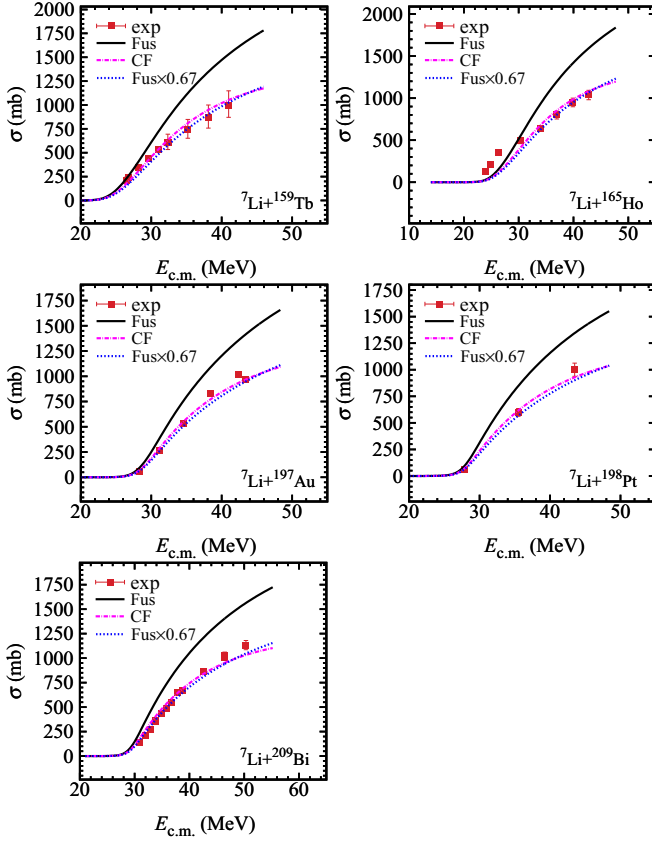 2000
1750
1500
1250
1000
750
500
250
0
σ (mb)
exp
Fus
CF
Fus×0.67
⁷Li+¹⁵⁹Tb
20 30 40 50
E_c.m. (MeV)
2000
1500
1000
500
0
σ (mb)
exp
Fus
CF
Fus×0.67
⁷Li+¹⁶⁵Ho
10 20 30 40 50
E_c.m. (MeV)
1750
1500
1250
1000
750
500
250
0
σ (mb)
exp
Fus
CF
Fus×0.67
⁷Li+¹⁹⁷Au
20 30 40 50
E_c.m. (MeV)
1750
1500
1250
1000
750
500
250
0
σ (mb)
exp
Fus
CF
Fus×0.67
⁷Li+¹⁹⁸Pt
20 30 40 50
E_c.m. (MeV)
1750
1500
1250
1000
750
500
250
0
σ (mb)
exp
Fus
CF
Fus×0.67
⁷Li+²⁰⁹Bi
20 30 40 50 60
E_c.m. (MeV)